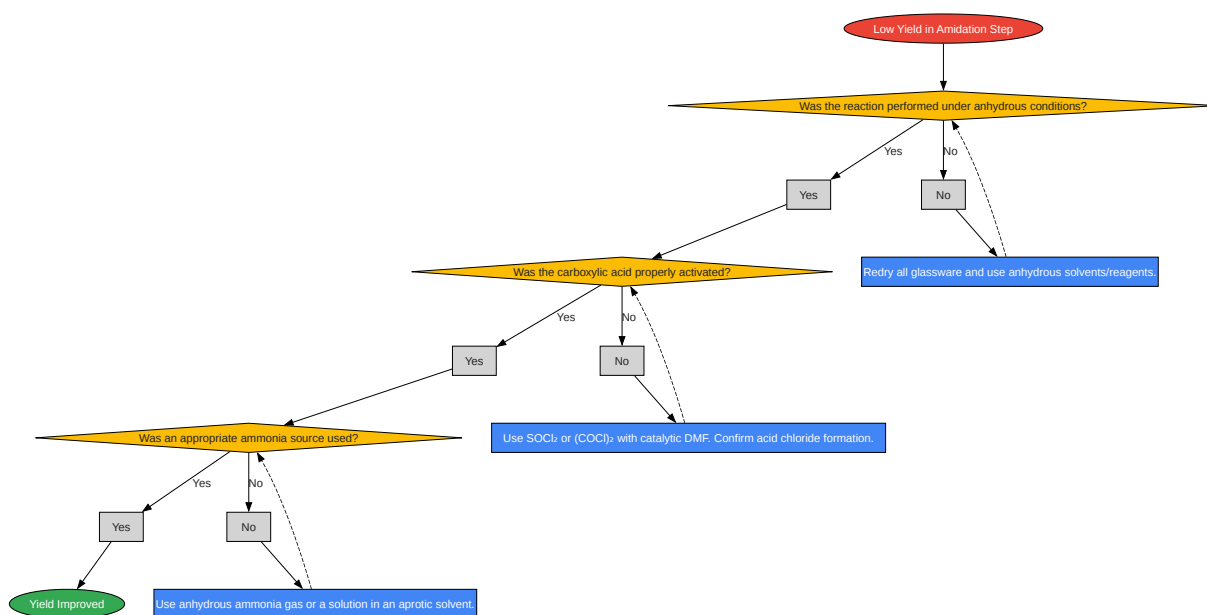 Low Yield in Amidation Step
Was the reaction performed under anhydrous conditions?
Yes
No
Yes
No
Was the carboxylic acid properly activated?
Redry all glassware and use anhydrous solvents/reagents.
Yes
No
Yes
No
Was an appropriate ammonia source used?
Use SOCl₂ or (COCl)₂ with catalytic DMF. Confirm acid chloride formation.
Yes
No
Yes
No
Yield Improved
Use anhydrous ammonia gas or a solution in an aprotic solvent.